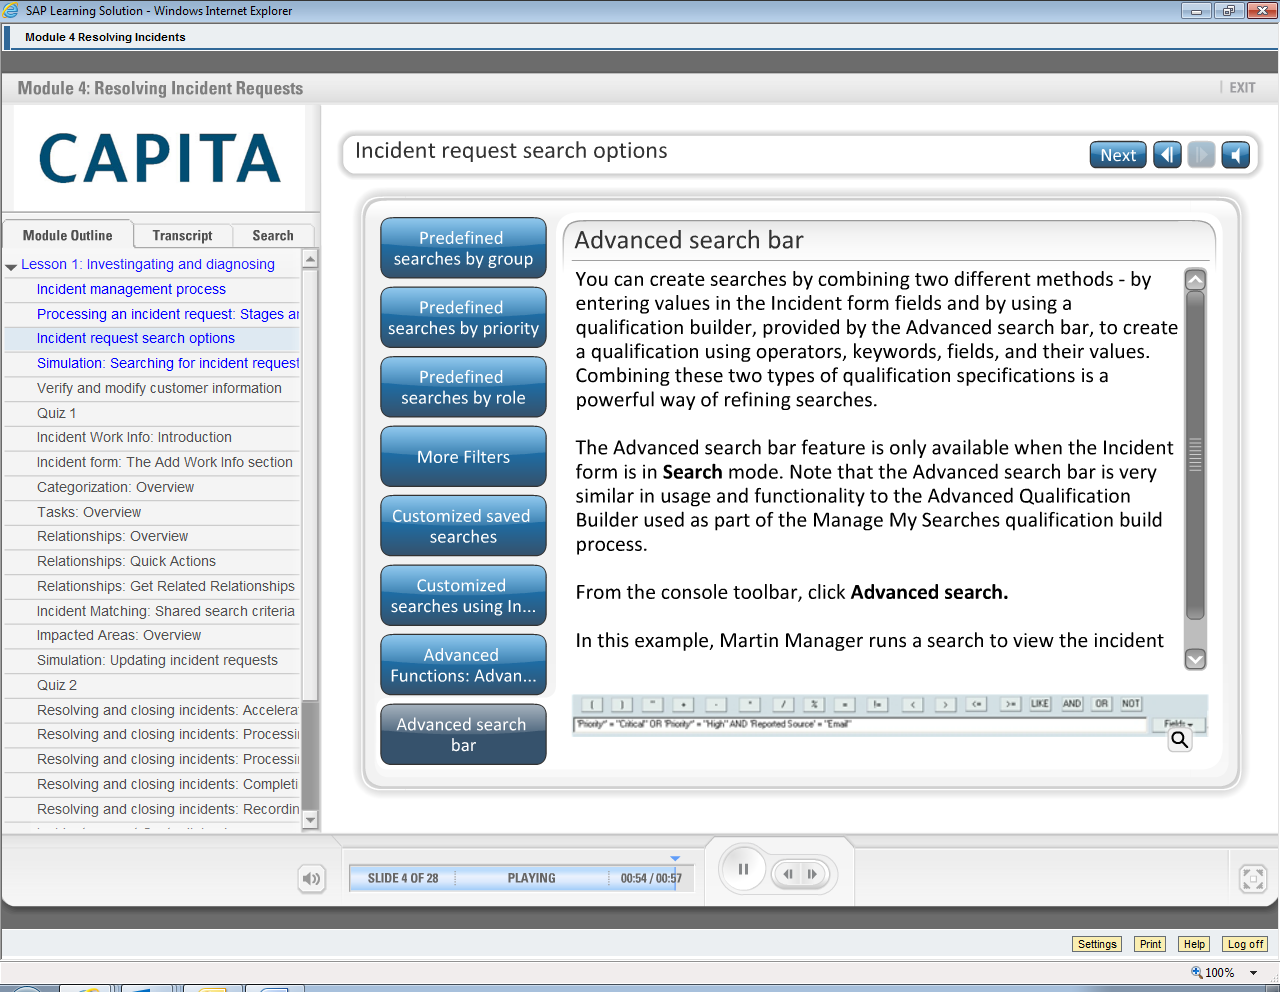 SAP Learning Solution - Windows Internet Explorer
Module 4 Resolving Incidents
Module 4: Resolving Incident Requests
EXIT
CAPITA
Module Outline
Transcript
Search
Lesson 1: Investingating and diagnosing
Incident management process
Processing an incident request: Stages
Incident request search options
Simulation: Searching for incident request
Verify and modify customer information
Quiz 1
Incident Work Info: Introduction
Incident form: The Add Work Info section
Categorization: Overview
Tasks: Overview
Relationships: Overview
Relationships: Quick Actions
Relationships: Get Related Relationships
Incident Matching: Shared search criteria
Impacted Areas: Overview
Simulation: Updating incident requests
Quiz 2
Resolving and closing incidents: Accelera
Resolving and closing incidents: Processi
Resolving and closing incidents: Processi
Resolving and closing incidents: Completi
Resolving and closing incidents: Recordin
Incident request search options
Next
Predefined
searches by group
Predefined
searches by priority
Predefined
searches by role
More Filters
Customized saved
searches
Customized
searches using In...
Advanced
Functions: Advan...
Advanced search
bar
Advanced search bar
You can create searches by combining two different methods - by
entering values in the Incident form fields and by using a
qualification builder, provided by the Advanced search bar, to create
a qualification using operators, keywords, fields, and their values.
Combining these two types of qualification specifications is a
powerful way of refining searches.
The Advanced search bar feature is only available when the Incident
form is in Search mode. Note that the Advanced search bar is very
similar in usage and functionality to the Advanced Qualification
Builder used as part of the Manage My Searches qualification build
process.
From the console toolbar, click Advanced search.
In this example, Martin Manager runs a search to view the incident
( ) " + - * / % = != < > <= >= LIKE AND OR NOT
'Priority*' = "Critical" OR 'Priority*' = "High" AND 'Reported Source' = "Email"
Fields
SLIDE 4 OF 28
PLAYING
00:54 / 00:57
Settings
Print
Help
Log off
100%